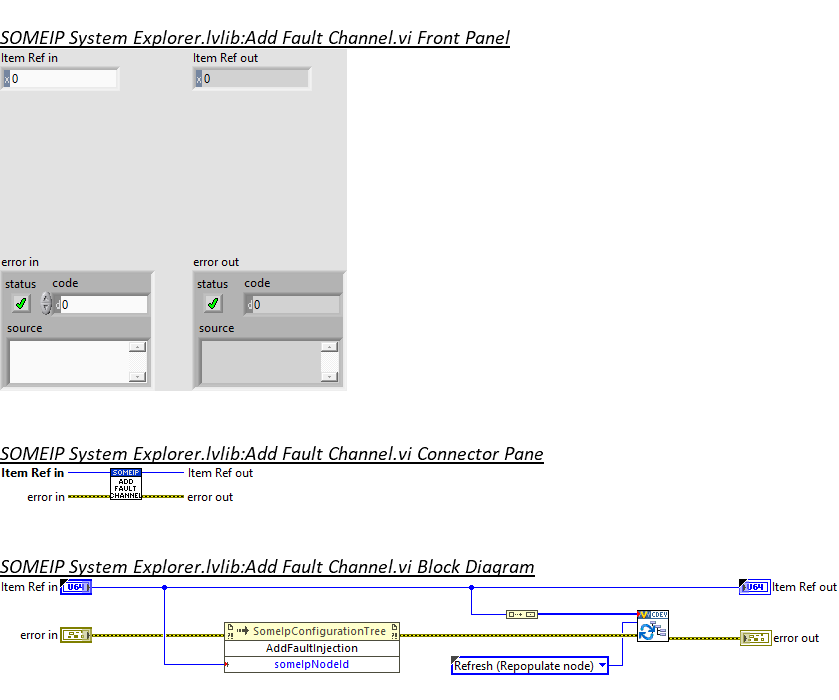 SOMEIP System Explorer.lvlib:Add Fault Channel.vi Front Panel
Item Ref in
Item Ref out
x 0
x 0
error in
error out
status
code
status
code
d 0
d 0
source
source
SOMEIP System Explorer.lvlib:Add Fault Channel.vi Connector Pane
Item Ref in
SOMEIP
Item Ref out
ADD
FAULT
CHANNEL
error in
error out
SOMEIP System Explorer.lvlib:Add Fault Channel.vi Block Diagram
Item Ref in
U64
U64
Item Ref out
CDEV
error in
SomeIpConfigurationTree
error out
AddFaultInjection
someIpNodeId
Refresh (Repopulate node)